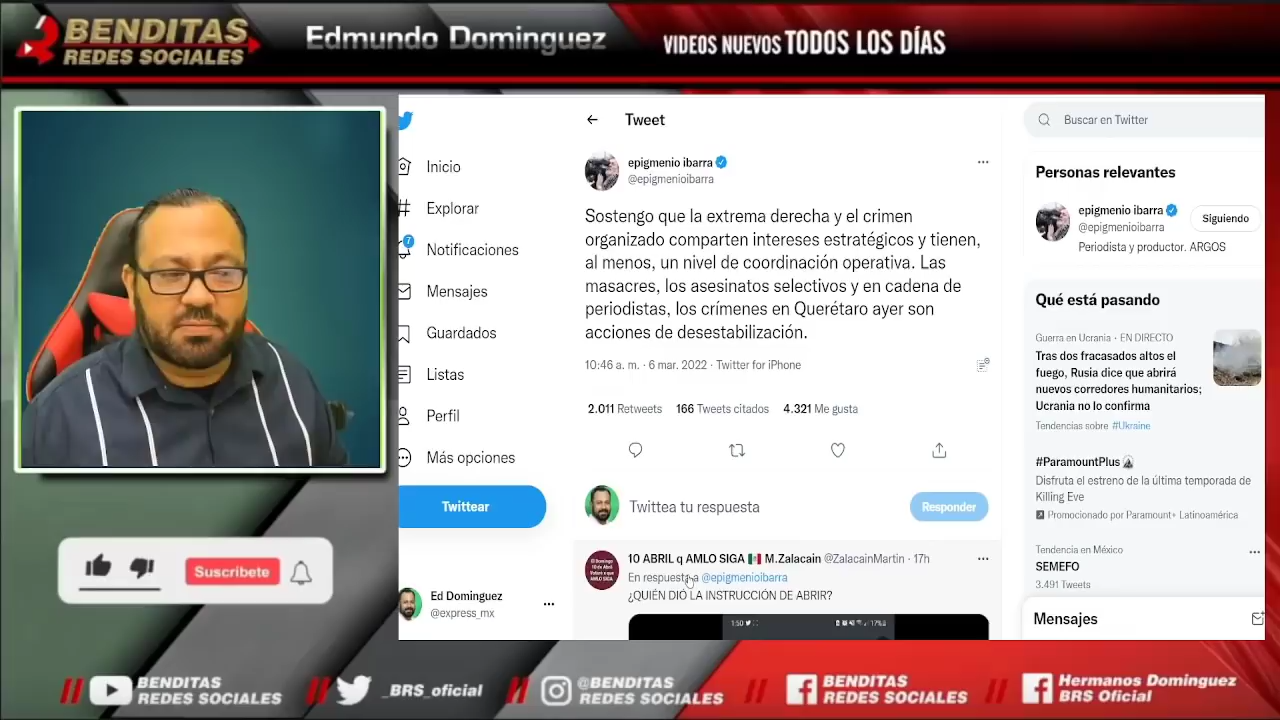 BENDITAS
REDES SOCIALES
Edmundo Dominguez
VIDEOS NUEVOS TODOS LOS DÍAS
Inicio
Explorar
7
Notificaciones
Mensajes
Guardados
Listas
Perfil
Más opciones
Twittear
Ed Dominguez
@express_mx
Tweet
epigmenio ibarra
@epigmenioibarra
Sostengo que la extrema derecha y el crimen
organizado comparten intereses estratégicos y tienen,
al menos, un nivel de coordinación operativa. Las
masacres, los asesinatos selectivos y en cadena de
periodistas, los crímenes en Querétaro ayer son
acciones de desestabilización.
10:46 a. m. · 6 mar. 2022 · Twitter for iPhone
2.011 Retweets 166 Tweets citados 4.321 Me gusta
Twittea tu respuesta
Responder
10 ABRIL q AMLO SIGA 🇲🇽 M.Zalacain @ZalacainMartin · 17h
En respuesta a @epigmenioibarra
¿QUIÉN DIÓ LA INSTRUCCIÓN DE ABRIR?
1:50
17%
Buscar en Twitter
Personas relevantes
epigmenio ibarra
@epigmenioibarra
Siguiendo
Periodista y productor. ARGOS
Qué está pasando
Guerra en Ucrania · EN DIRECTO
Tras dos fracasados altos el
fuego, Rusia dice que abrirá
nuevos corredores humanitarios;
Ucrania no lo confirma
Tendencias sobre #Ukraine
#ParamountPlus
Disfruta el estreno de la última temporada de
Killing Eve
Promocionado por Paramount+ Latinoamérica
Tendencia en México
SEMEFO
3.491 Tweets
Mensajes
Suscríbete
BENDITAS
REDES SOCIALES
_BRS_oficial
@BENDITAS
REDES SOCIALES
BENDITAS
REDES SOCIALES
Hermanos Dominguez
BRS Oficial